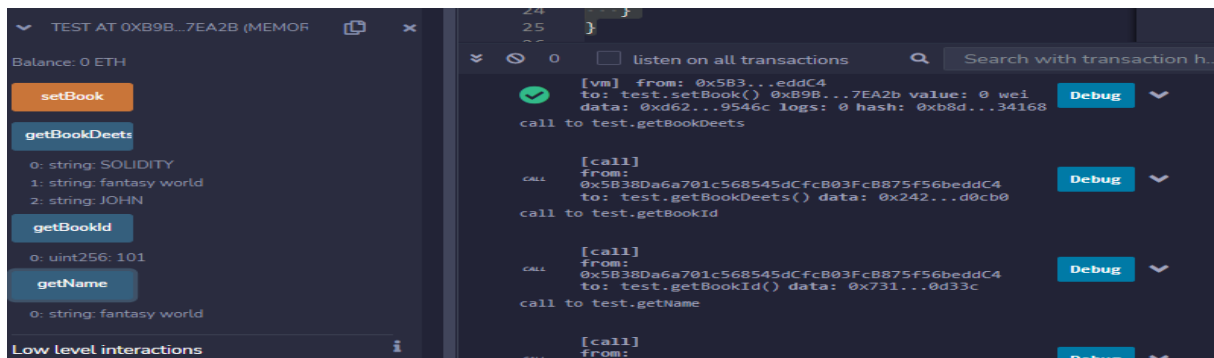 TEST AT 0XB9B...7EA2B (MEMOR
Balance: 0 ETH
setBook
getBookDeets
0: string: SOLIDITY
1: string: fantasy world
2: string: JOHN
getBookId
0: uint256: 101
getName
0: string: fantasy world
Low level interactions
i
24 }
25 }
0 listen on all transactions Search with transaction h..
[vm] from: 0x5B3...eddC4
to: test.setBook() 0xB9B...7EA2b value: 0 wei
data: 0xd62...9546c logs: 0 hash: 0xb8d...34168
Debug
call to test.getBookDeets
[call]
CALL from:
0x5B38Da6a701c568545dCfcB03FcB875f56beddC4
to: test.getBookDeets() data: 0x242...d0cb0
Debug
call to test.getBookId
[call]
CALL from:
0x5B38Da6a701c568545dCfcB03FcB875f56beddC4
to: test.getBookId() data: 0x731...0d33c
Debug
call to test.getName
[call]
CALL from:
Debug